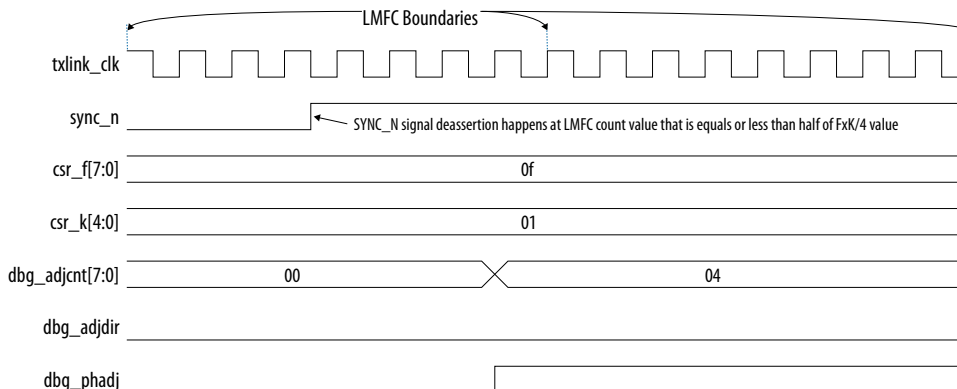 LMFC Boundaries
txlink_clk
sync_n
SYNC_N signal deassertion happens at LMFC count value that is equals or less than half of FxK/4 value
csr_f[7:0]
0f
csr_k[4:0]
01
dbg_adjcnt[7:0]
00
04
dbg_adjdir
dbg_phadj